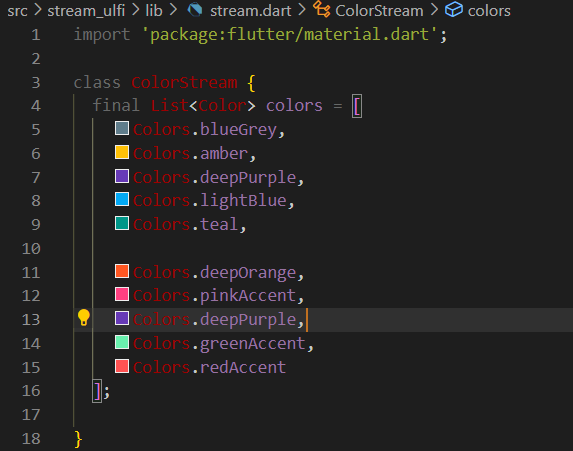 src > stream_ulfi > lib > stream.dart > ColorStream > colors
1 import 'package:flutter/material.dart';
2
3 class ColorStream {
4 final List<Color> colors = [
5 Colors.blueGrey,
6 Colors.amber,
7 Colors.deepPurple,
8 Colors.lightBlue,
9 Colors.teal,
10
11 Colors.deepOrange,
12 Colors.pinkAccent,
13 Colors.deepPurple,
14 Colors.greenAccent,
15 Colors.redAccent
16 ];
17
18 }